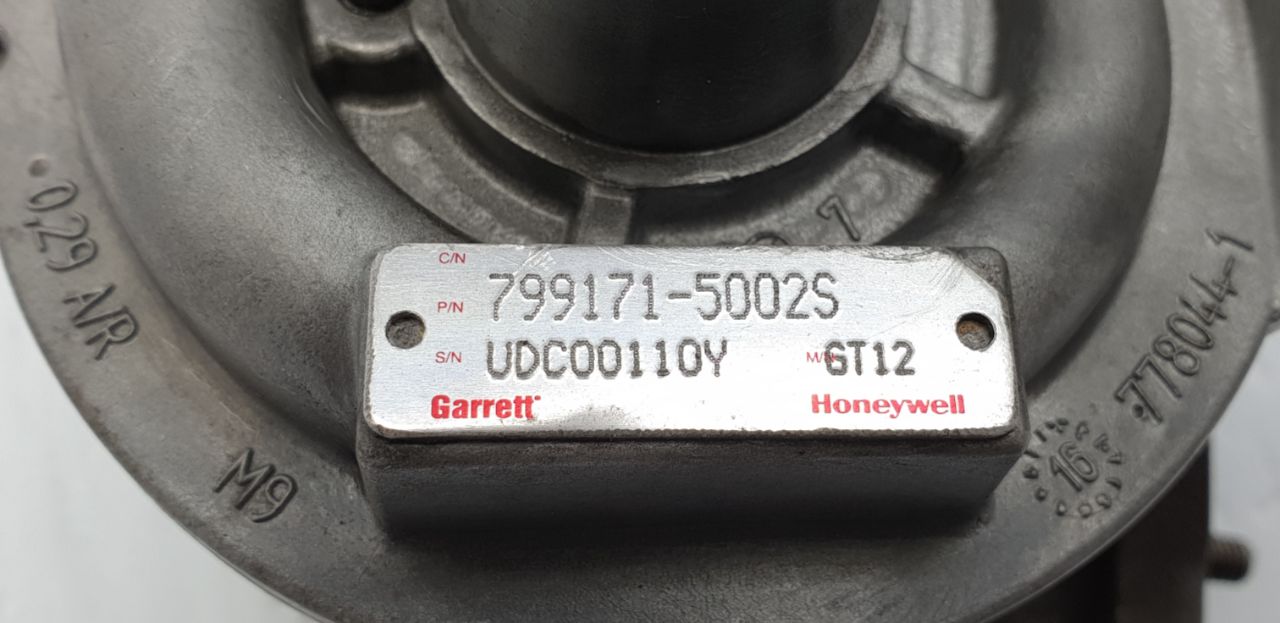 C/N
P/N 799171-5002S
S/N UDC00110Y M/N GT12
Garrett Honeywell
0,29 A/R
M9
778044-1
16